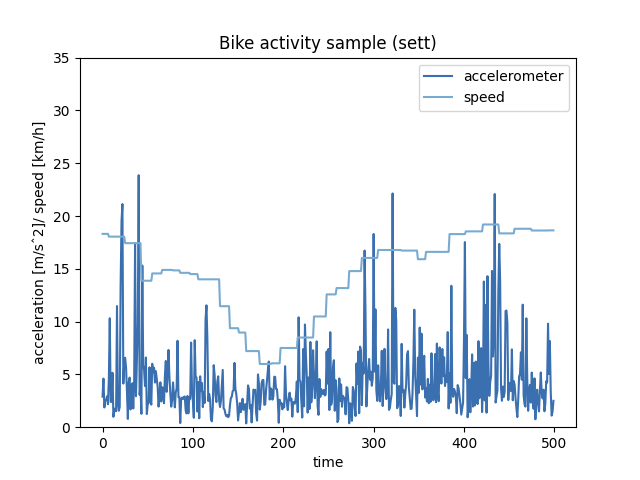 Bike activity sample (sett)
accelerometer
speed
acceleration [m/s^2]/ speed [km/h]
35
30
25
20
15
10
5
0
0 100 200 300 400 500
time